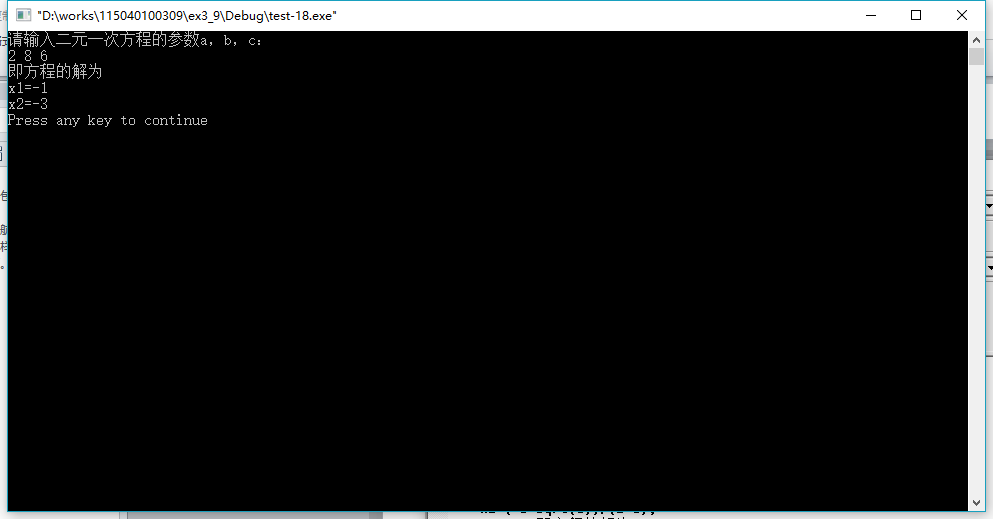 "D:\works\115040100309\ex3_9\Debug\test-18.exe"
请输入二元一次方程的参数a, b, c:
2 8 6
即方程的解为
x1=-1
x2=-3
Press any key to continue